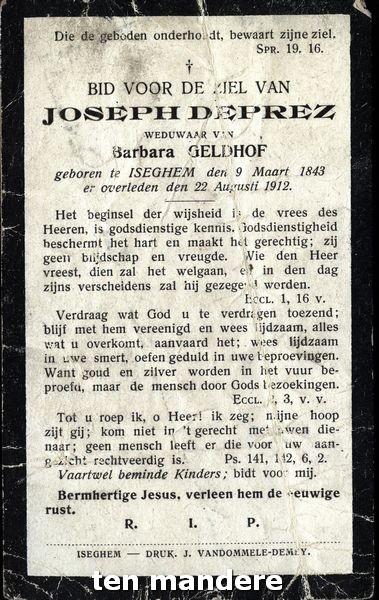 Die de geboden onderhoudt, bewaart zijne ziel.
SPR. 19. 16.
†
BID VOOR DE ZIEL VAN
JOSEPH DEPREZ
WEDUWAAR VAN
Barbara GELDHOF
geboren te ISEGHEM den 9 Maart 1843
er overleden den 22 Augusti 1912.
Het beginsel der wijsheid is de vrees des
Heeren, is godsdienstige kennis. Godsdienstigheid
beschermt het hart en maakt het gerechtig; zij
geen blijdschap en vreugde. Wie den Heer
vreest, dien zal het welgaan, en in den dag
zijns verscheidens zal hij gezegend worden.
ECCL. 1, 16 v.
Verdraag wat God u te verdragen toezend;
blijf met hem vereenigd en wees lijdzaam, alles
wat u overkomt, aanvaard het; wees lijdzaam
in uwe smert, oefen geduld in uwe beproevingen.
Want goud en zilver worden in het vuur be-
proefd, maar de mensch door Gods bezoekingen.
ECCL. 2, 3, v. v.
Tot u roep ik, o Heer! ik zeg; mijne hoop
zijt gij; kom niet in 't gerecht met uwen die-
naar; geen mensch leeft er die voor uw aan-
gezicht rechtveerdig is. Ps. 141, 142, 6, 2.
Vaartwel beminde Kinders; bidt voor mij.
Bermhertige Jesus, verleen hem de eeuwige
rust.
R. I. P.
ISEGHEM — DRUK. J. VANDOMMELE-DEMEY.
ten mandere